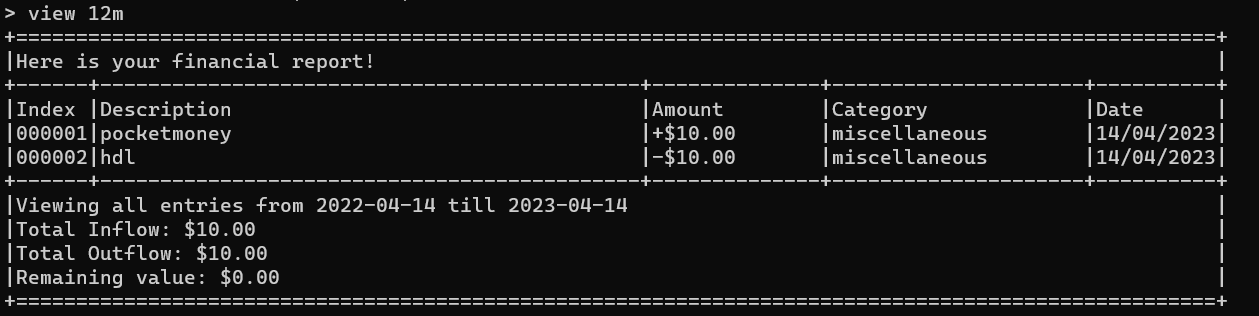 > view 12m
+====================================================================================================+
|Here is your financial report!                                                                      |
+------+---------------------------------------------+--------------+---------------------+----------+
|Index |Description                                  |Amount        |Category             |Date      |
|000001|pocketmoney                                  |+$10.00       |miscellaneous        |14/04/2023|
|000002|hdl                                          |-$10.00       |miscellaneous        |14/04/2023|
+------+---------------------------------------------+--------------+---------------------+----------+
|Viewing all entries from 2022-04-14 till 2023-04-14                                                 |
|Total Inflow: $10.00                                                                                |
|Total Outflow: $10.00                                                                               |
|Remaining value: $0.00                                                                              |
+====================================================================================================+